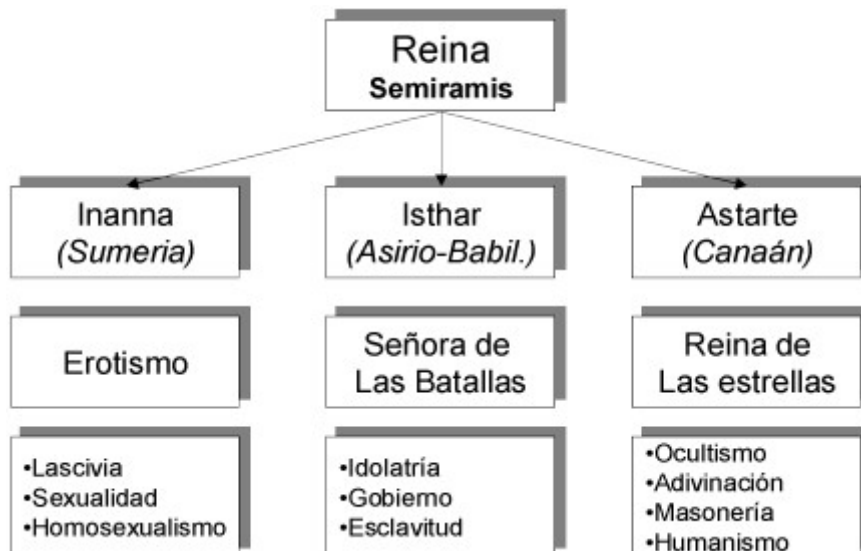 Reina
Semiramis
Inanna
(Sumeria)
Isthar
(Asirio-Babil.)
Astarte
(Canaán)
Erotismo
Señora de
Las Batallas
Reina de
Las estrellas
•Lascivia
•Sexualidad
•Homosexualismo
•Idolatría
•Gobierno
•Esclavitud
•Ocultismo
•Adivinación
•Masonería
•Humanismo